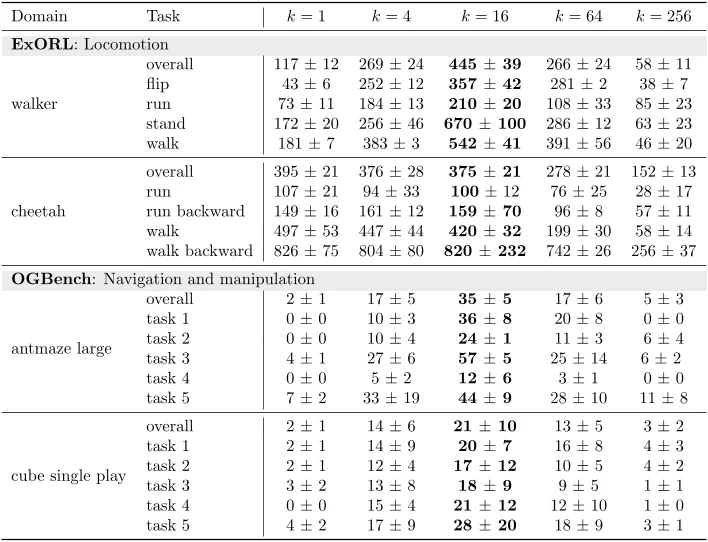 Domain Task k = 1 k = 4 k = 16 k = 64 k = 256
ExORL: Locomotion
overall 117 ± 12 269 ± 24 445 ± 39 266 ± 24 58 ± 11
flip 43 ± 6 252 ± 12 357 ± 42 281 ± 2 38 ± 7
walker run 73 ± 11 184 ± 13 210 ± 20 108 ± 33 85 ± 23
stand 172 ± 20 256 ± 46 670 ± 100 286 ± 12 63 ± 23
walk 181 ± 7 383 ± 3 542 ± 41 391 ± 56 46 ± 20
overall 395 ± 21 376 ± 28 375 ± 21 278 ± 21 152 ± 13
run 107 ± 21 94 ± 33 100 ± 12 76 ± 25 28 ± 17
cheetah run backward 149 ± 16 161 ± 12 159 ± 70 96 ± 8 57 ± 11
walk 497 ± 53 447 ± 44 420 ± 32 199 ± 30 58 ± 14
walk backward 826 ± 75 804 ± 80 820 ± 232 742 ± 26 256 ± 37
OGBench: Navigation and manipulation
overall 2 ± 1 17 ± 5 35 ± 5 17 ± 6 5 ± 3
task 1 0 ± 0 10 ± 3 36 ± 8 20 ± 8 0 ± 0
task 2 0 ± 0 10 ± 4 24 ± 1 11 ± 3 6 ± 4
antmaze large
task 3 4 ± 1 27 ± 6 57 ± 5 25 ± 14 6 ± 2
task 4 0 ± 0 5 ± 2 12 ± 6 3 ± 1 0 ± 0
task 5 7 ± 2 33 ± 19 44 ± 9 28 ± 10 11 ± 8
overall 2 ± 1 14 ± 6 21 ± 10 13 ± 5 3 ± 2
task 1 2 ± 1 14 ± 9 20 ± 7 16 ± 8 4 ± 3
task 2 2 ± 1 12 ± 4 17 ± 12 10 ± 5 4 ± 2
cube single play
task 3 3 ± 2 13 ± 8 18 ± 9 9 ± 5 1 ± 1
task 4 0 ± 0 15 ± 4 21 ± 12 12 ± 10 1 ± 0
task 5 4 ± 2 17 ± 9 28 ± 20 18 ± 9 3 ± 1